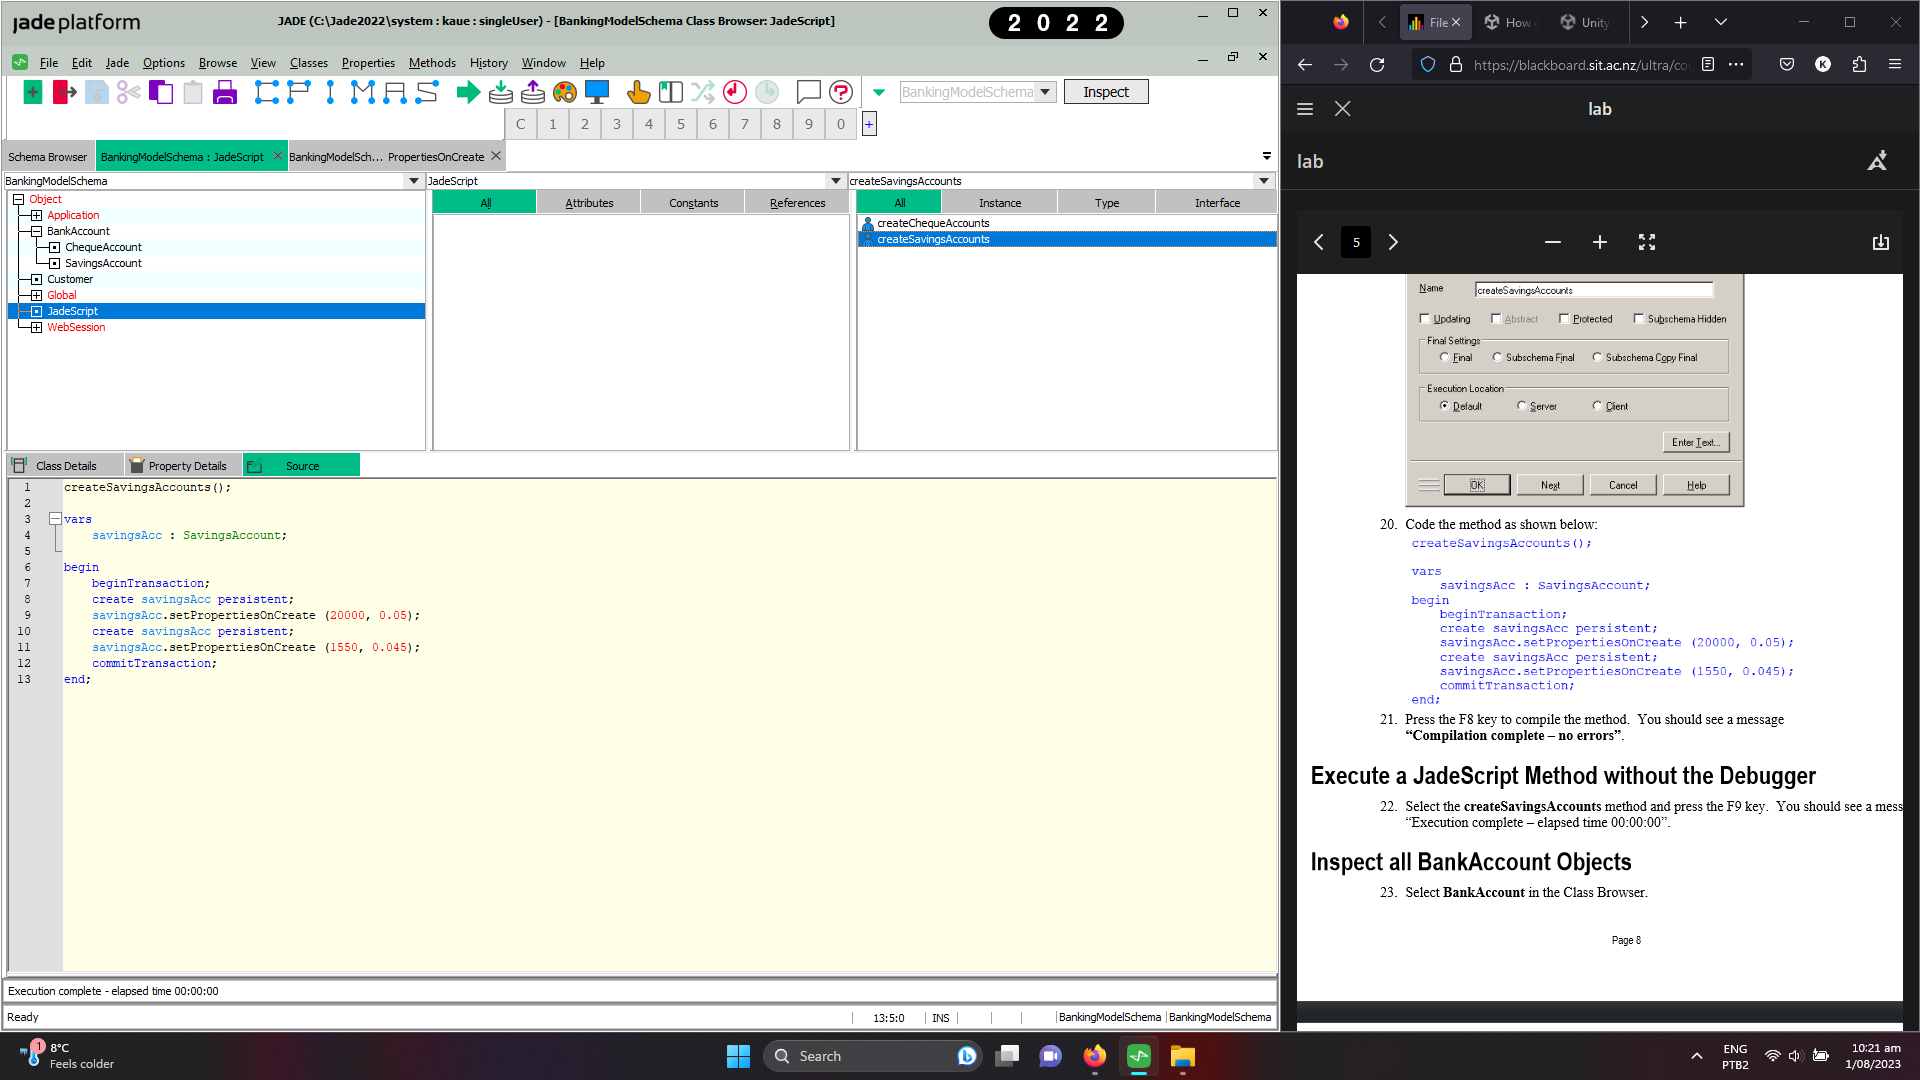 jade platform
JADE (C:\Jade2022\system : kaue : singleUser) - [BankingModelSchema Class Browser: JadeScript]
2022
File Edit Jade Options Browse View Classes Properties Methods History Window Help
BankingModelSchema
Inspect
C 1 2 3 4 5 6 7 8 9 0 +
Schema Browser
BankingModelSchema : JadeScript
BankingModelSch... PropertiesOnCreate
BankingModelSchema
JadeScript
createSavingsAccounts
Object
Application
BankAccount
ChequeAccount
SavingsAccount
Customer
Global
JadeScript
WebSession
All Attributes Constants References
All Instance Type Interface
createChequeAccounts
createSavingsAccounts
Class Details
Property Details
Source
1 createSavingsAccounts();
2
3 vars
4 savingsAcc : SavingsAccount;
5
6 begin
7 beginTransaction;
8 create savingsAcc persistent;
9 savingsAcc.setPropertiesOnCreate (20000, 0.05);
10 create savingsAcc persistent;
11 savingsAcc.setPropertiesOnCreate (1550, 0.045);
12 commitTransaction;
13 end;
Execution complete - elapsed time 00:00:00
Ready
13:5:0
INS
BankingModelSchema
BankingModelSchema
File
How
Unity
https://blackboard.sit.ac.nz/ultra/co
K
lab
lab
5
Name createSavingsAccounts
Updating Abstract Protected Subschema Hidden
Final Settings
Final Subschema Final Subschema Copy Final
Execution Location
Default Server Client
Enter Text...
OK Next Cancel Help
20. Code the method as shown below:
createSavingsAccounts();
vars
savingsAcc : SavingsAccount;
begin
beginTransaction;
create savingsAcc persistent;
savingsAcc.setPropertiesOnCreate (20000, 0.05);
create savingsAcc persistent;
savingsAcc.setPropertiesOnCreate (1550, 0.045);
commitTransaction;
end;
21. Press the F8 key to compile the method. You should see a message
“Compilation complete – no errors”.
Execute a JadeScript Method without the Debugger
22. Select the createSavingsAccounts method and press the F9 key. You should see a mess
“Execution complete – elapsed time 00:00:00”.
Inspect all BankAccount Objects
23. Select BankAccount in the Class Browser.
Page 8
1
8°C
Feels colder
Search
ENG
PTB2
10:21 am
1/08/2023